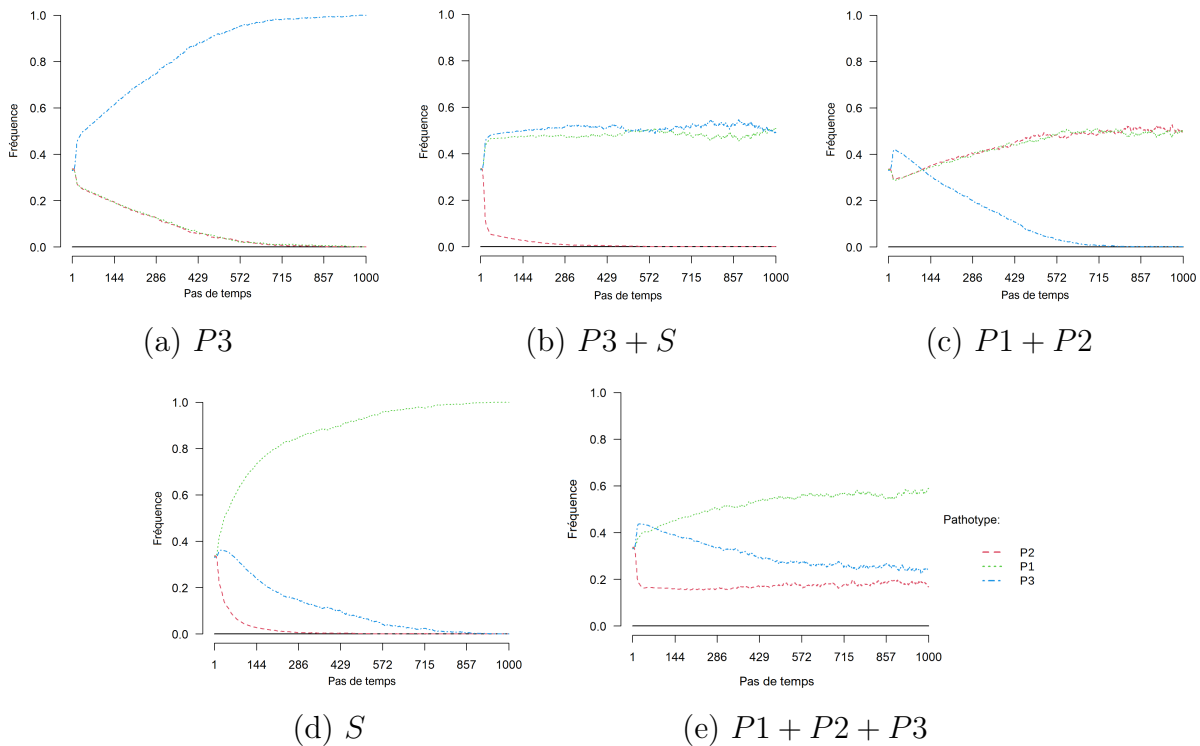 1.0
0.8
0.6
0.4
0.2
0.0
Fréquence
1 144 286 429 572 715 857 1000
Pas de temps
(a) P3
1.0
0.8
0.6
0.4
0.2
0.0
Fréquence
1 144 286 429 572 715 857 1000
Pas de temps
(b) P3 + S
1.0
0.8
0.6
0.4
0.2
0.0
Fréquence
1 144 286 429 572 715 857 1000
Pas de temps
(c) P1 + P2
1.0
0.8
0.6
0.4
0.2
0.0
Fréquence
1 144 286 429 572 715 857 1000
Pas de temps
(d) S
1.0
0.8
0.6
0.4
0.2
0.0
Fréquence
1 144 286 429 572 715 857 1000
Pas de temps
Pathotype:
P2
P1
P3
(e) P1 + P2 + P3